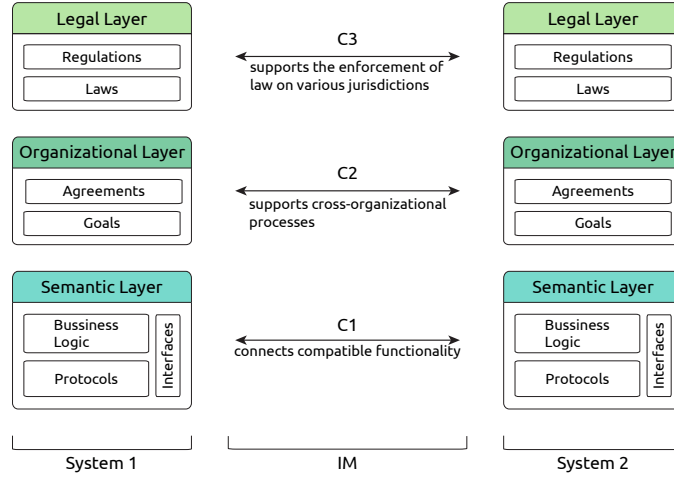 Legal Layer
Regulations
Laws
C3
supports the enforcement of
law on various jurisdictions
Legal Layer
Regulations
Laws
Organizational Layer
Agreements
Goals
C2
supports cross-organizational
processes
Organizational Layer
Agreements
Goals
Semantic Layer
Bussiness
Logic
Protocols
Interfaces
C1
connects compatible functionality
Semantic Layer
Bussiness
Logic
Protocols
Interfaces
System 1
IM
System 2